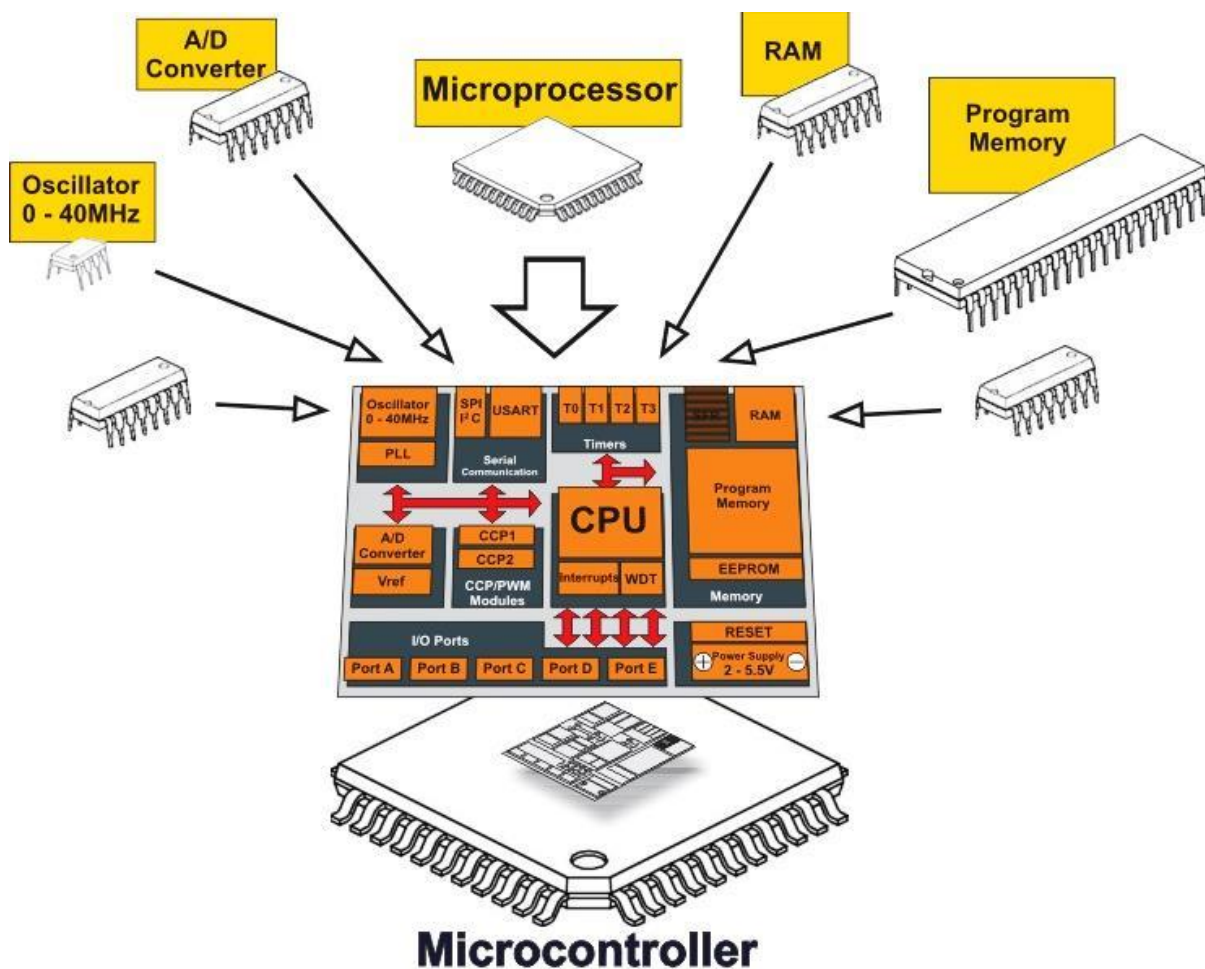 A/D
Converter
Microprocessor
RAM
Program
Memory
Oscillator
0 - 40MHz
Oscillator
0 - 40MHz
PLL
SPI
I²C
USART
Serial
Communication
T0
T1
T2
T3
Timers
RAM
Program
Memory
EEPROM
Memory
A/D
Converter
Vref
CCP1
CCP2
CCP/PWM
Modules
CPU
Interrupts
WDT
I/O Ports
Port A
Port B
Port C
Port D
Port E
RESET
+
Power Supply
2 - 5.5V
−
Microcontroller